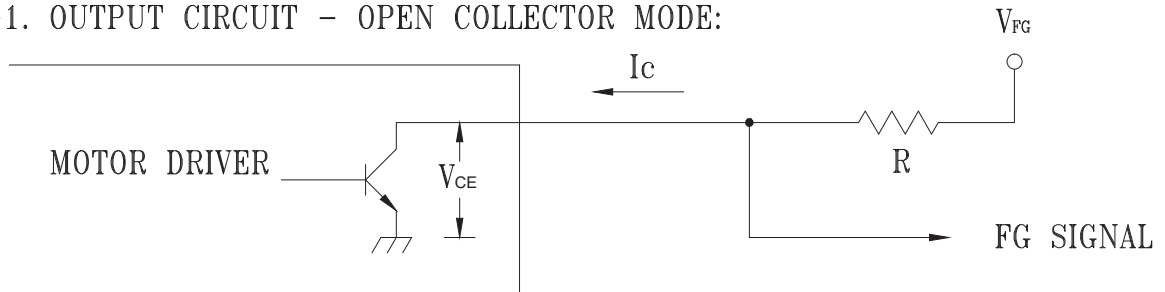 1. OUTPUT CIRCUIT - OPEN COLLECTOR MODE:
VFG
Ic
MOTOR DRIVER
VCE
R
FG SIGNAL